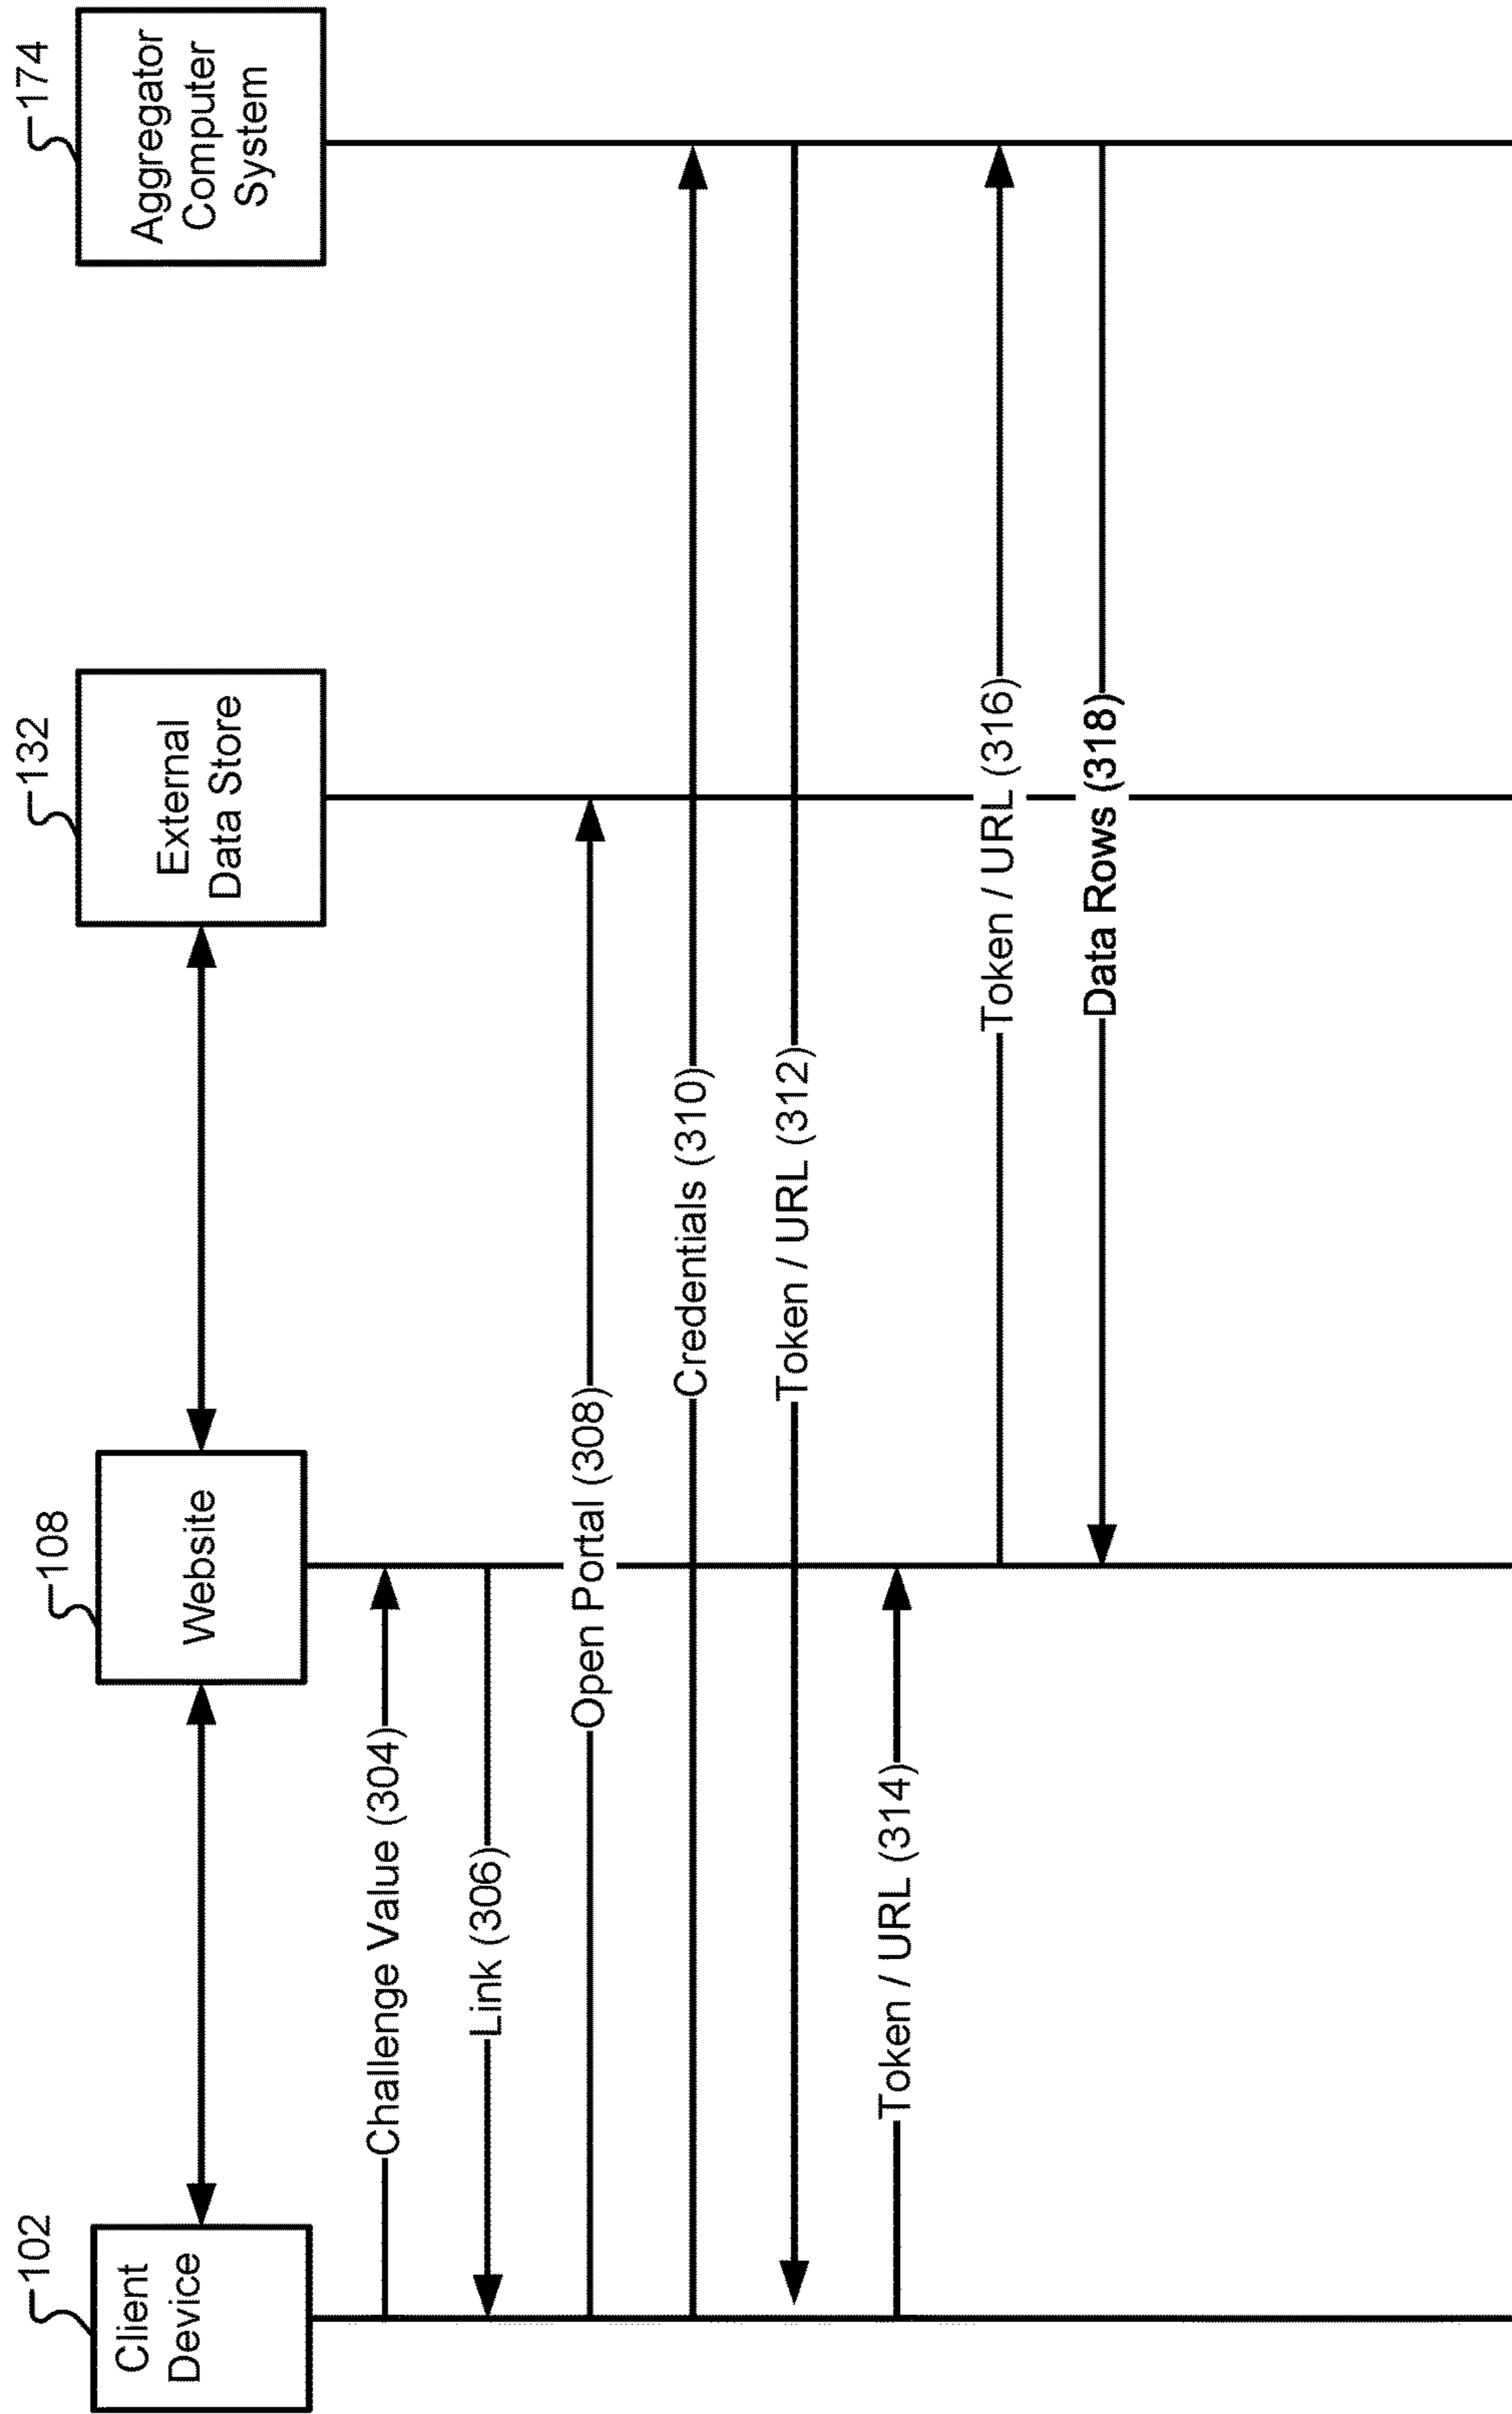 102
Client
Device
108
Website
132
External
Data Store
174
Aggregator
Computer
System
Challenge Value (304)
Link (306)
Open Portal (308)
Credentials (310)
Token / URL (312)
Token / URL (314)
Token / URL (316)
Data Rows (318)